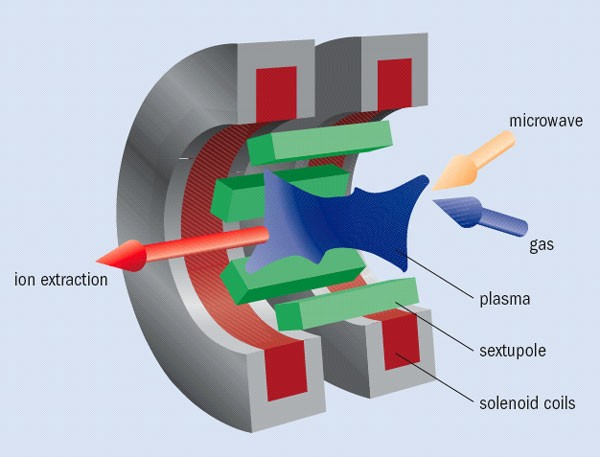 microwave
gas
ion extraction
plasma
sextupole
solenoid coils